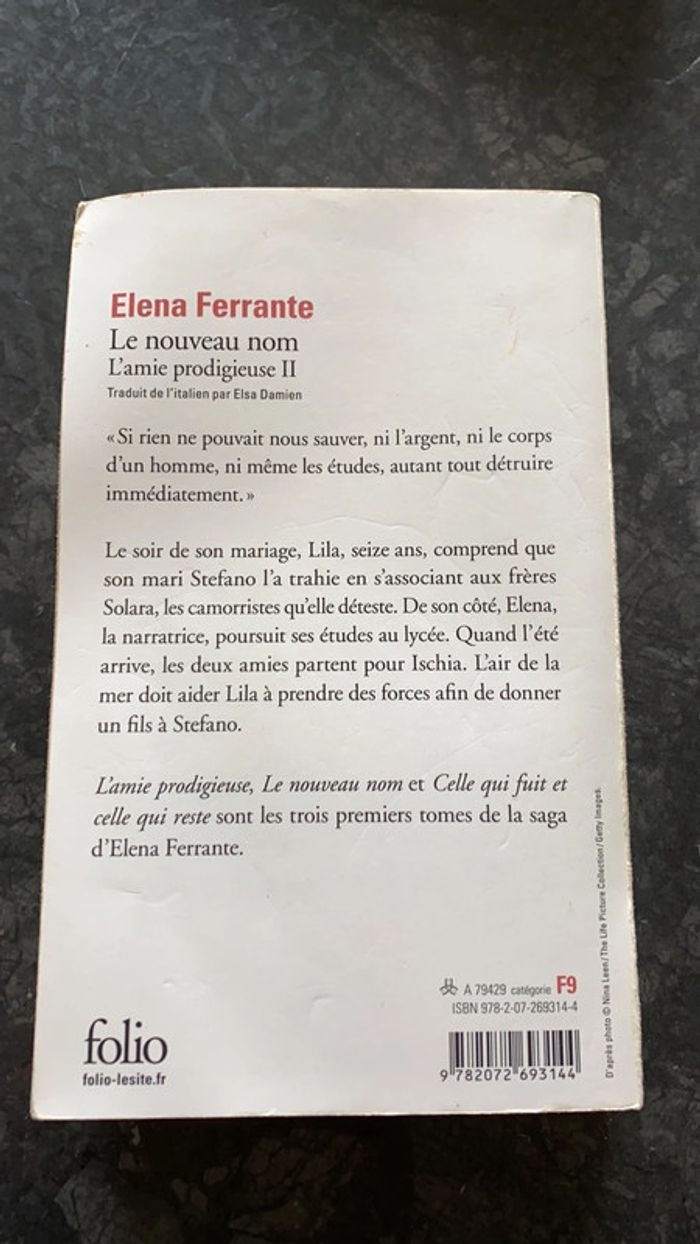 Elena Ferrante
Le nouveau nom
L'amie prodigieuse II
Traduit de l'italien par Elsa Damien
« Si rien ne pouvait nous sauver, ni l'argent, ni le corps
d'un homme, ni même les études, autant tout détruire
immédiatement. »
Le soir de son mariage, Lila, seize ans, comprend que
son mari Stefano l'a trahie en s'associant aux frères
Solara, les camorristes qu'elle déteste. De son côté, Elena,
la narratrice, poursuit ses études au lycée. Quand l'été
arrive, les deux amies partent pour Ischia. L'air de la
mer doit aider Lila à prendre des forces afin de donner
un fils à Stefano.
L'amie prodigieuse, Le nouveau nom et Celle qui fuit et
celle qui reste sont les trois premiers tomes de la saga
d'Elena Ferrante.
D'après photo © Nina Leen/The Life Picture Collection/Getty Images.
A 79429 catégorie F9
ISBN 978-2-07-269314-4
9 782072 693144
folio
folio-lesite.fr